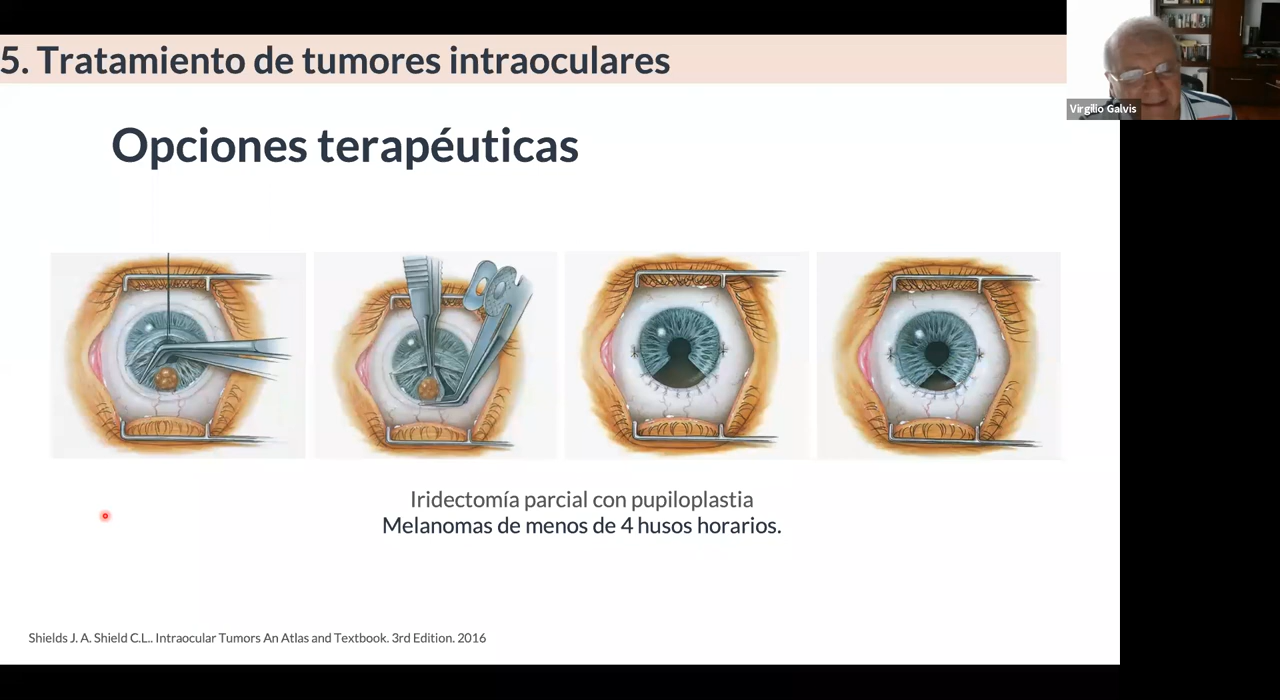 5. Tratamiento de tumores intraoculares
Virgilio Galvis
Opciones terapéuticas
Iridectomía parcial con pupiloplastia
Melanomas de menos de 4 husos horarios.
Shields J. A. Shield C.L.. Intraocular Tumors An Atlas and Textbook. 3rd Edition. 2016